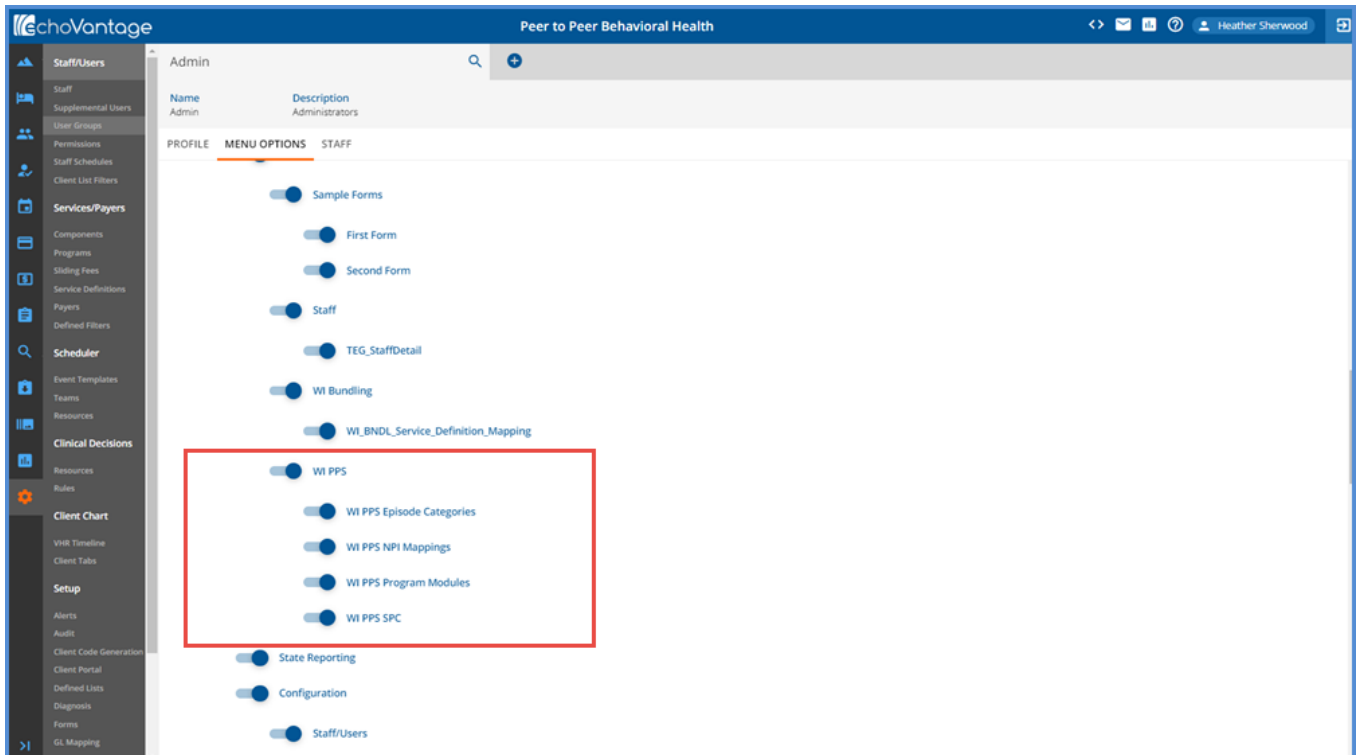 EchoVantage
Peer to Peer Behavioral Health
Heather Sherwood
Staff/Users
Staff
Supplemental Users
User Groups
Permissions
Staff Schedules
Client List Filters
Services/Payers
Components
Programs
Sliding Fees
Service Definitions
Payers
Defined Filters
Scheduler
Event Templates
Teams
Resources
Clinical Decisions
Resources
Rules
Client Chart
VHR Timeline
Client Tabs
Setup
Alerts
Audit
Client Code Generation
Client Portal
Defined Lists
Diagnosis
Forms
GL Mapping
Admin
Name Description
Admin Administrators
PROFILE MENU OPTIONS STAFF
Sample Forms
First Form
Second Form
Staff
TEG_StaffDetail
WI Bundling
WI_BNDL_Service_Definition_Mapping
WI PPS
WI PPS Episode Categories
WI PPS NPI Mappings
WI PPS Program Modules
WI PPS SPC
State Reporting
Configuration
Staff/Users